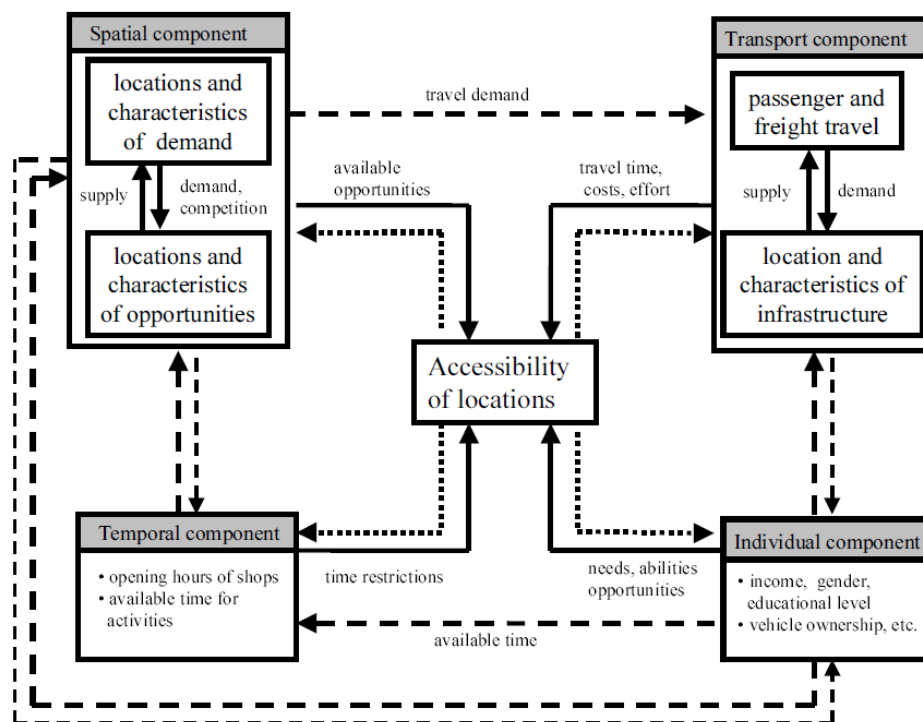 Spatial component
locations and
characteristics
of demand
supply
demand,
competition
locations and
characteristics
of opportunities
travel demand
available
opportunities
travel time,
costs, effort
Transport component
passenger and
freight travel
supply
demand
location and
characteristics of
infrastructure
Accessibility
of locations
Temporal component
• opening hours of shops
• available time for
activities
time restrictions
available time
needs, abilities
opportunities
Individual component
• income, gender,
educational level
• vehicle ownership, etc.